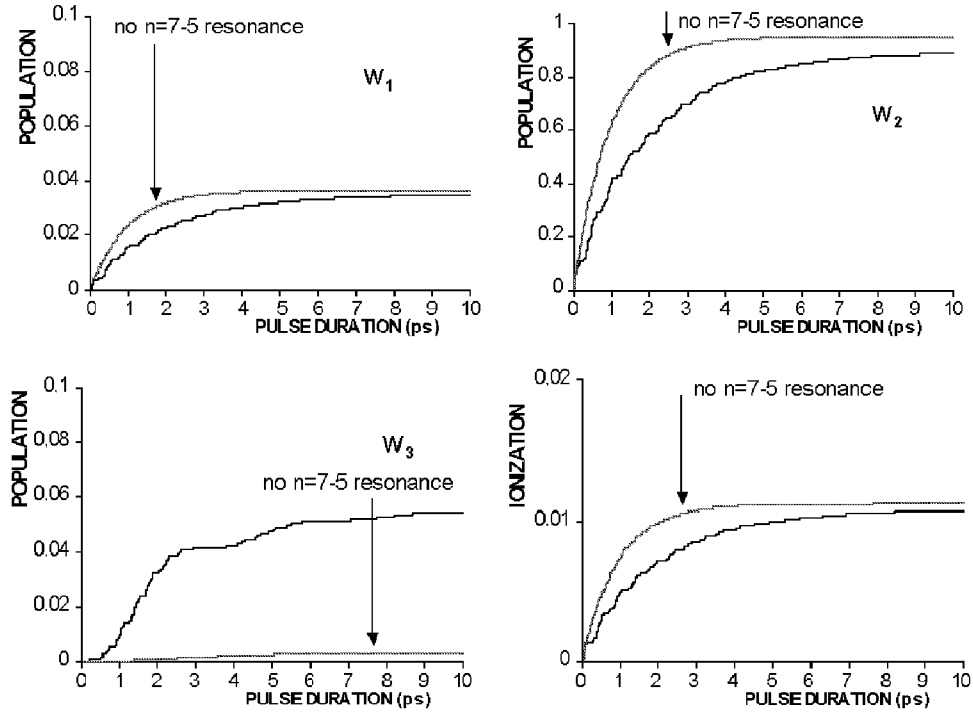 0.1
no n=7-5 resonance
0.08
0.06
0.04
0.02
0
POPULATION
W1
0 1 2 3 4 5 6 7 8 9 10
PULSE DURATION (ps)
no n=7-5 resonance
1
0.8
0.6
0.4
0.2
0
POPULATION
W2
0 1 2 3 4 5 6 7 8 9 10
PULSE DURATION (ps)
0.1
0.08
0.06
0.04
0.02
0
POPULATION
W3
no n=7-5 resonance
0 1 2 3 4 5 6 7 8 9 10
PULSE DURATION (ps)
0.02
no n=7-5 resonance
0.01
0
IONIZATION
0 1 2 3 4 5 6 7 8 9 10
PULSE DURATION (ps)